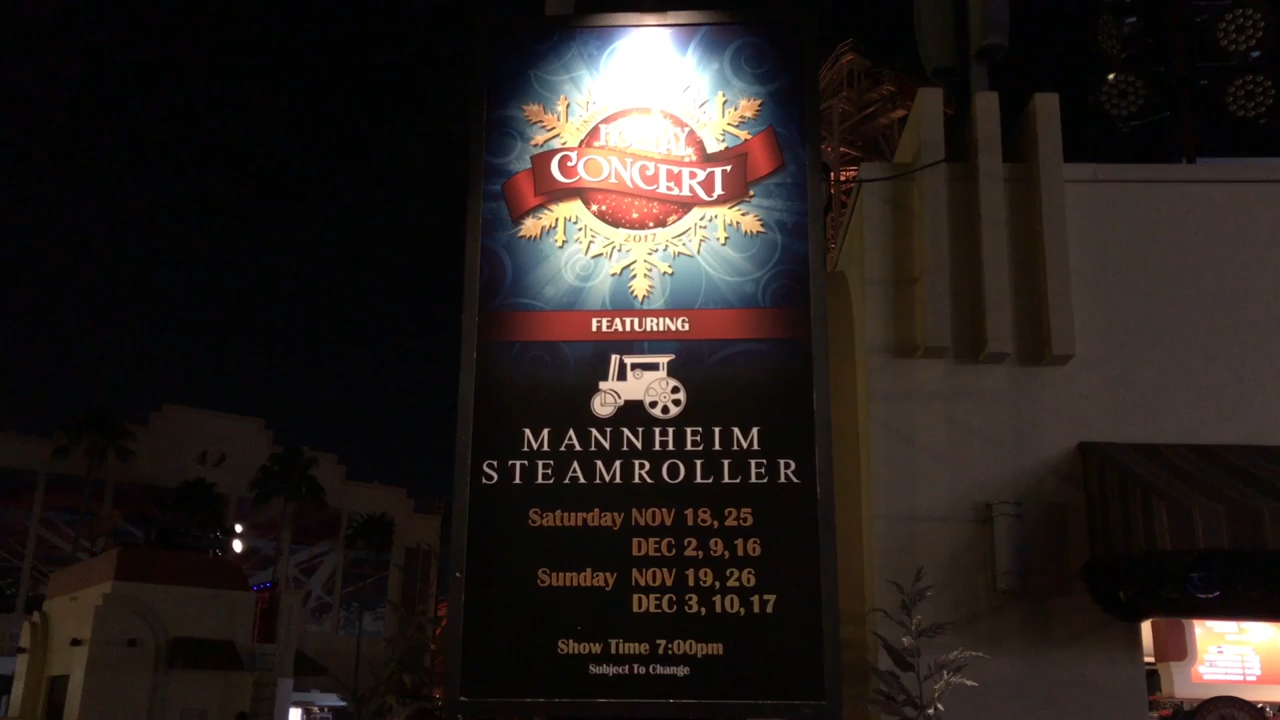 HOLIDAY
CONCERT
2017
FEATURING
MANNHEIM
STEAMROLLER
Saturday NOV 18, 25
DEC 2, 9, 16
Sunday NOV 19, 26
DEC 3, 10, 17
Show Time 7:00pm
Subject To Change